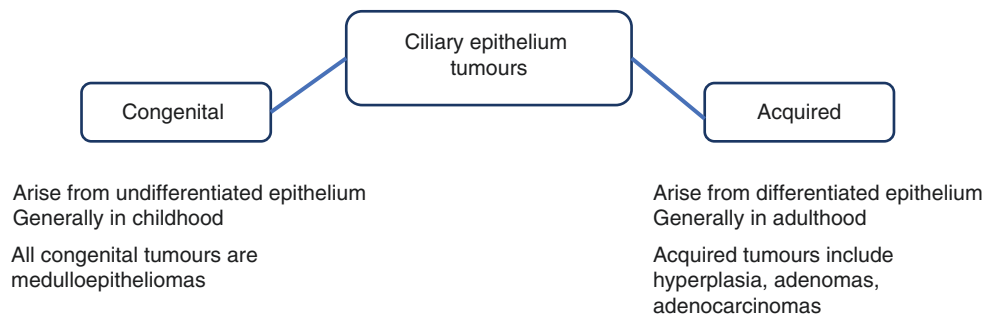 Ciliary epithelium
tumours
Congenital
Acquired
Arise from undifferentiated epithelium
Generally in childhood
All congenital tumours are
medulloepitheliomas
Arise from differentiated epithelium
Generally in adulthood
Acquired tumours include
hyperplasia, adenomas,
adenocarcinomas